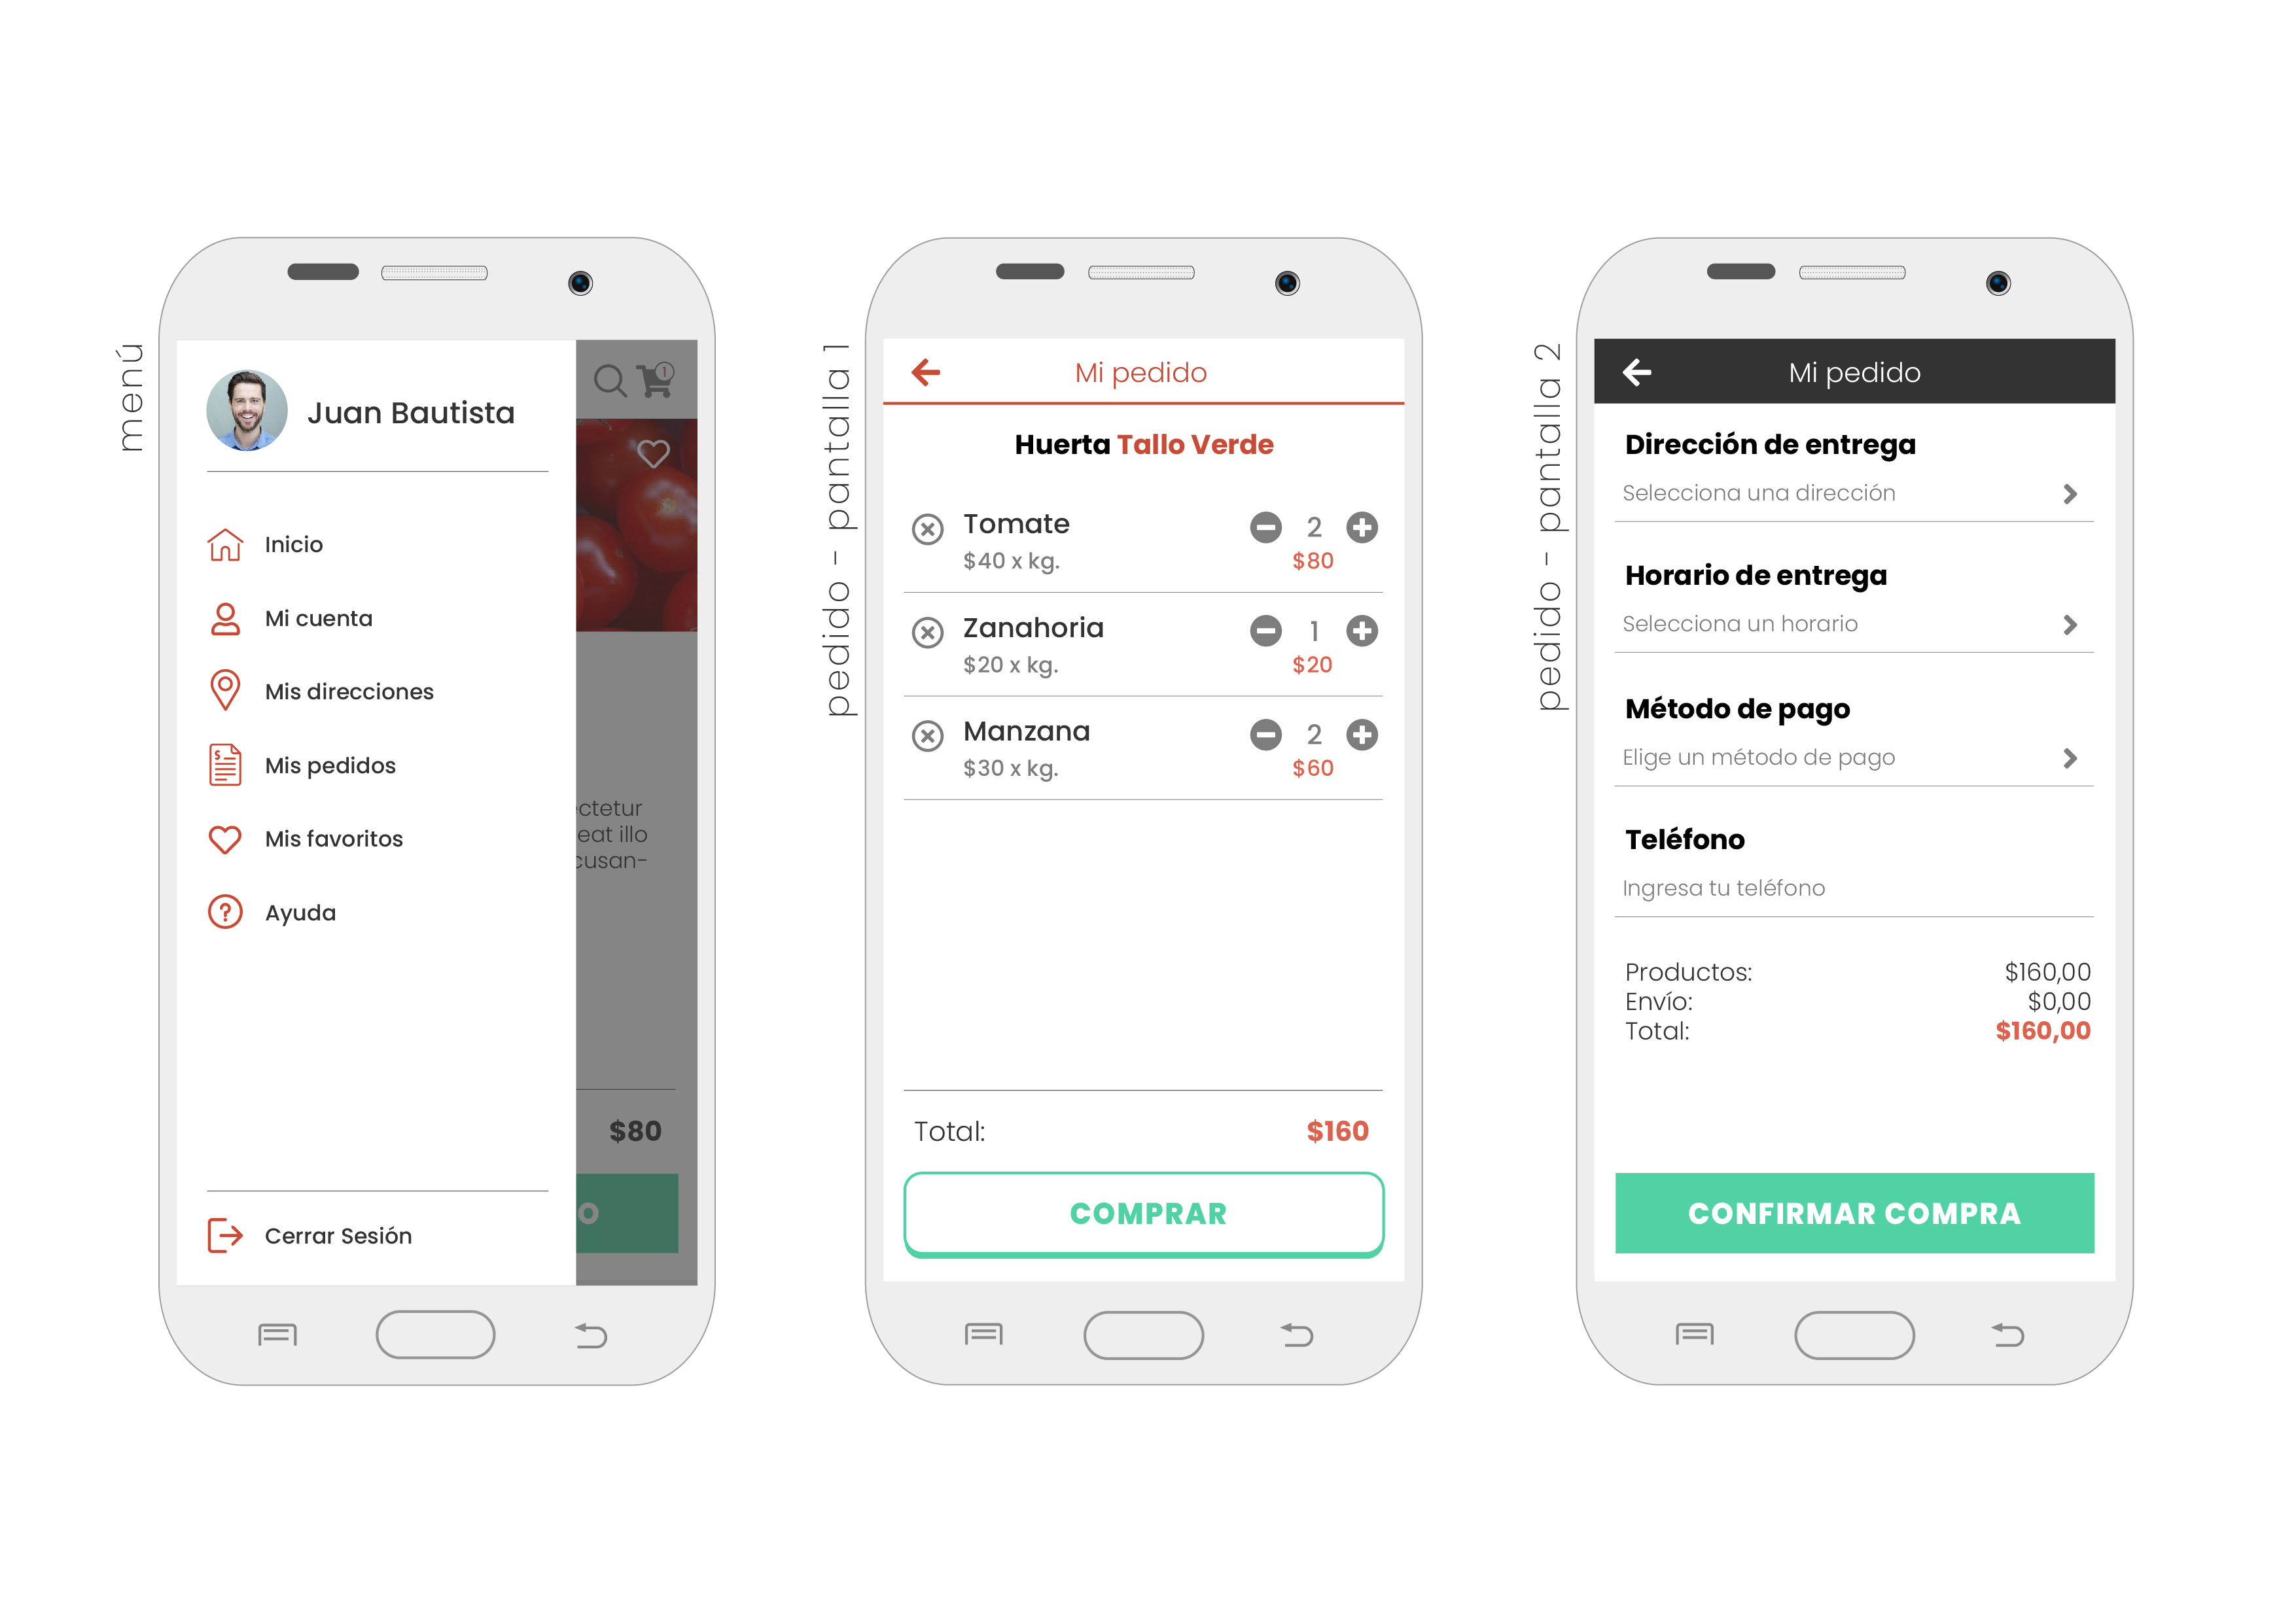 menú
Juan Bautista
Inicio
Mi cuenta
Mis direcciones
Mis pedidos
Mis favoritos
Ayuda
Cerrar Sesión
1
ctetur
eat illo
cusan-
$80
O
pedido - pantalla 1
Mi pedido
Huerta Tallo Verde
Tomate
2
$40 x kg.
$80
Zanahoria
1
$20 x kg.
$20
Manzana
2
$30 x kg.
$60
Total:
$160
COMPRAR
pedido - pantalla 2
Mi pedido
Dirección de entrega
Selecciona una dirección
Horario de entrega
Selecciona un horario
Método de pago
Elige un método de pago
Teléfono
Ingresa tu teléfono
Productos: $160,00
Envío: $0,00
Total: $160,00
CONFIRMAR COMPRA